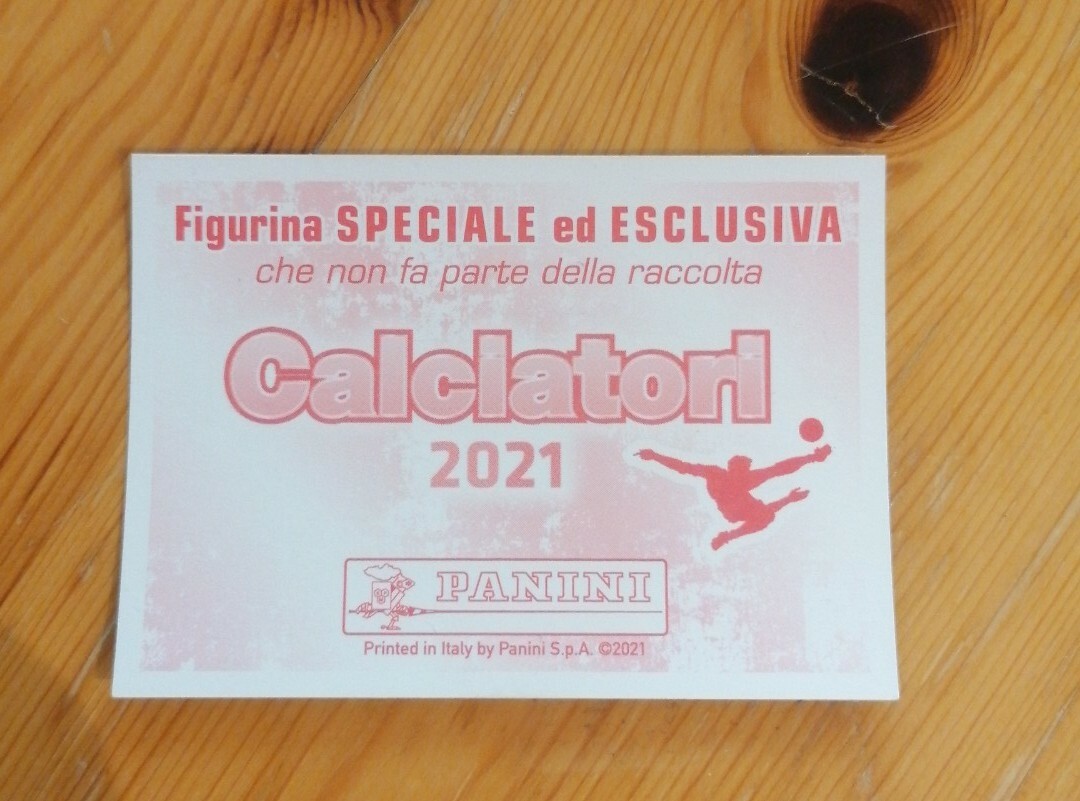 Figurina SPECIALE ed ESCLUSIVA
che non fa parte della raccolta
Calciatori
2021
PANINI
Printed in Italy by Panini S.p.A. ©2021